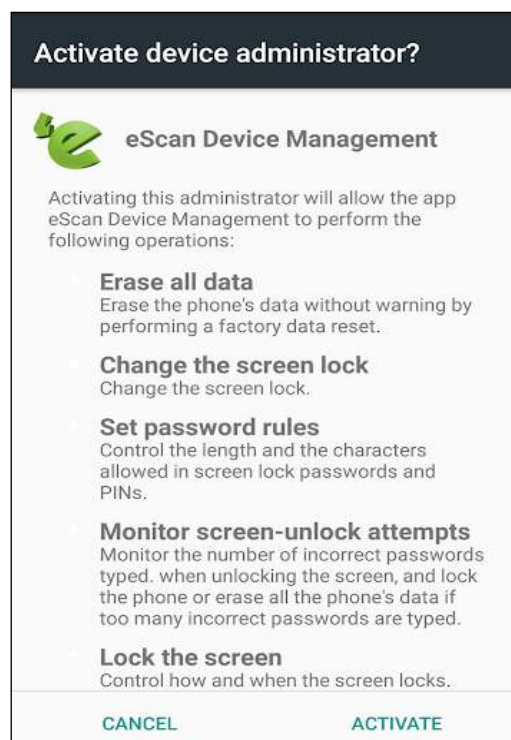 Activate device administrator?
eScan Device Management
Activating this administrator will allow the app
eScan Device Management to perform the
following operations:
Erase all data
Erase the phone's data without warning by
performing a factory data reset.
Change the screen lock
Change the screen lock.
Set password rules
Control the length and the characters
allowed in screen lock passwords and
PINs.
Monitor screen-unlock attempts
Monitor the number of incorrect passwords
typed. when unlocking the screen, and lock
the phone or erase all the phone's data if
too many incorrect passwords are typed.
Lock the screen
Control how and when the screen locks.
CANCEL ACTIVATE